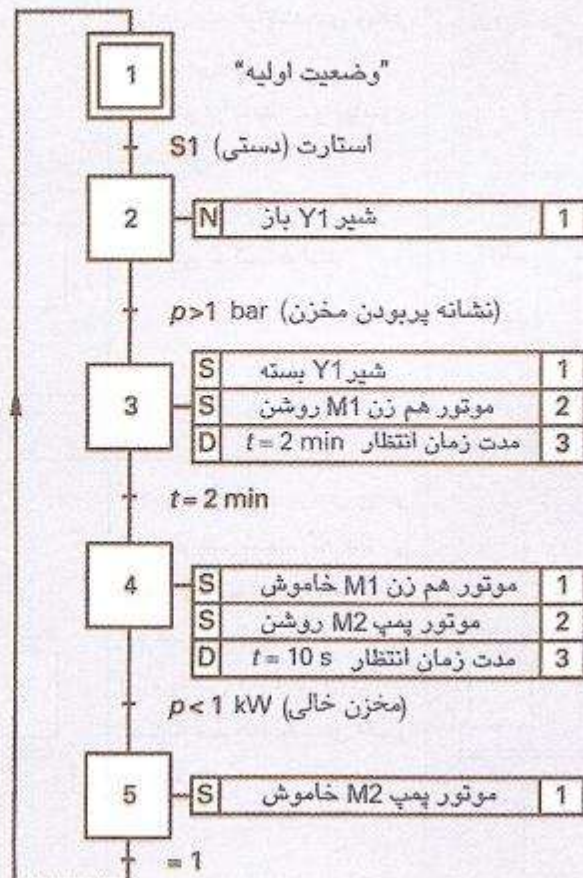 1 "وضعیت اولیه"
S1 استارت (دستی)
2 N شیر Y1 باز 1
p>1 bar (نشانه پربودن مخزن)
S شیر Y1 بسته 1
3 S موتور هم زن M1 روشن 2
D مدت زمان انتظار t = 2 min 3
t = 2 min
4 S موتور هم زن M1 خاموش 1
S موتور پمپ M2 روشن 2
D مدت زمان انتظار t = 10 s 3
p < 1 kW (مخزن خالی)
5 S موتور پمپ M2 خاموش 1
= 1